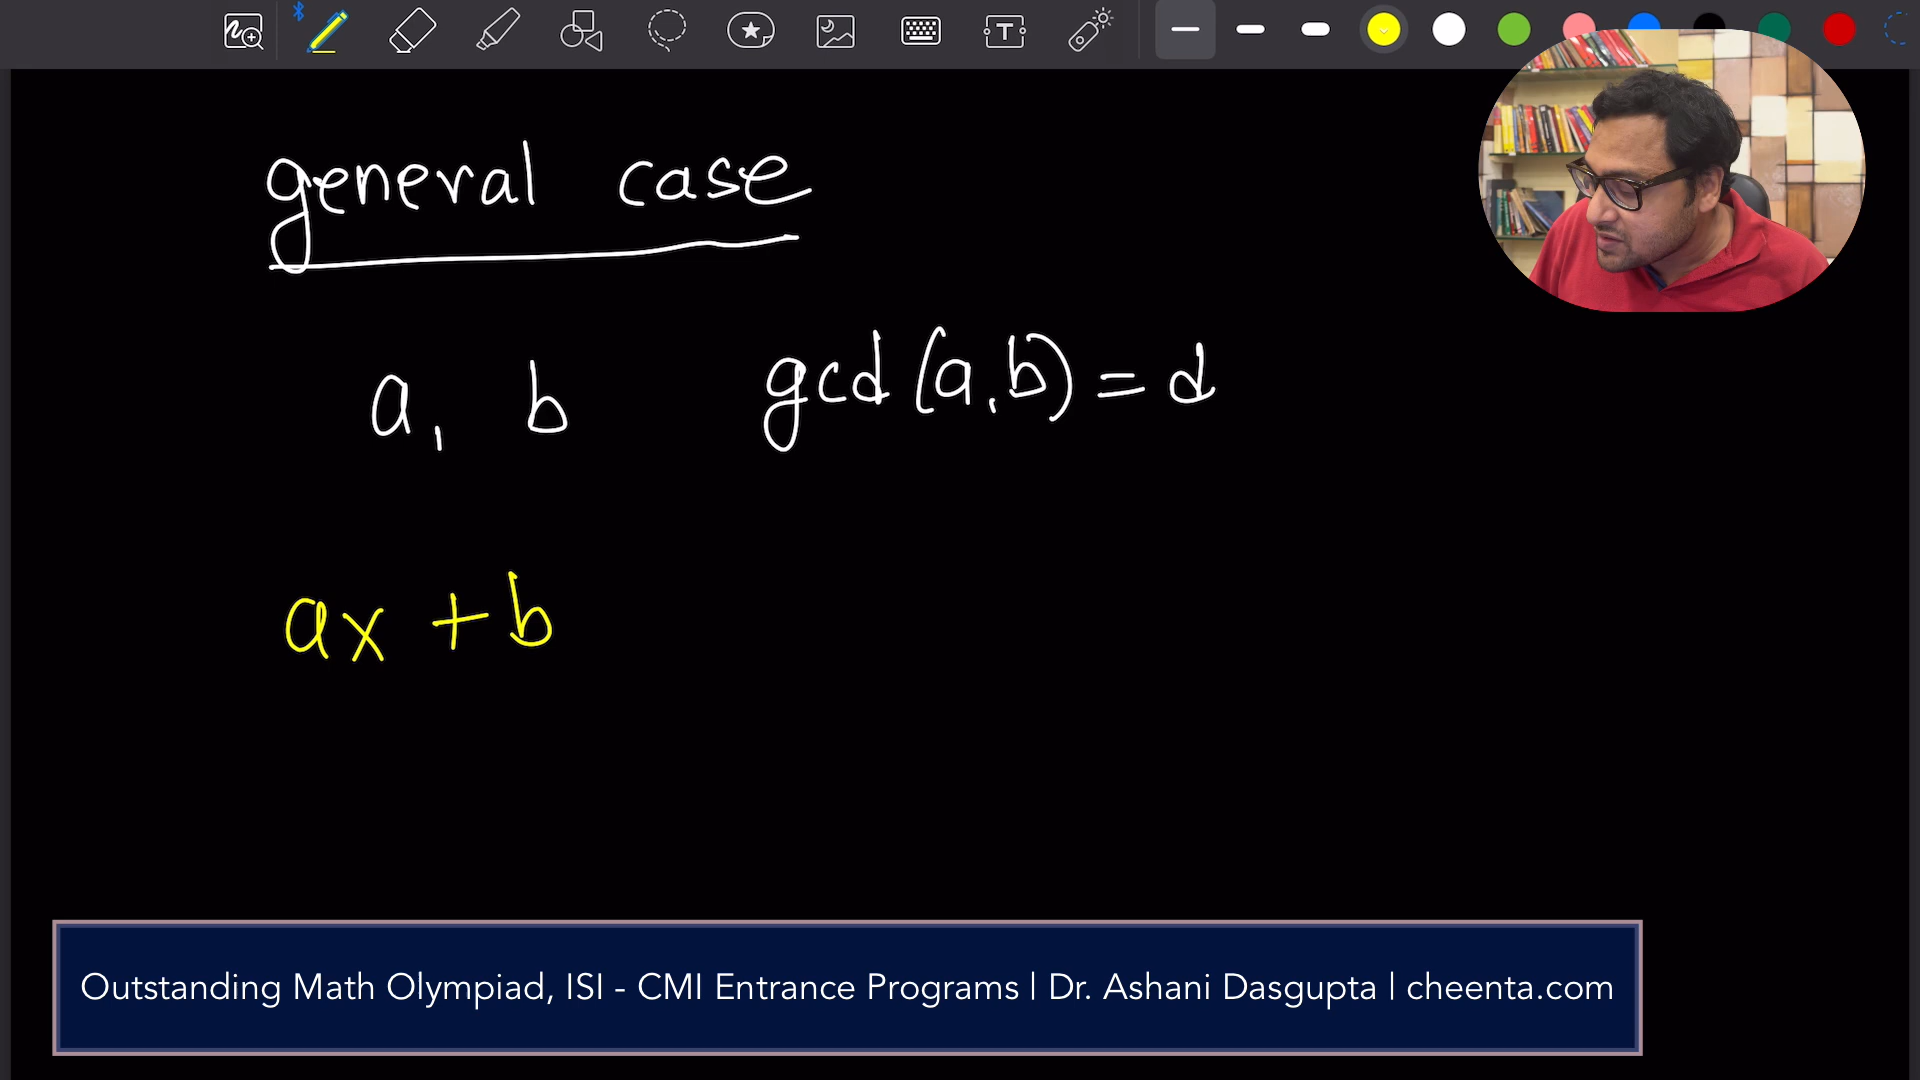 general case
a, b gcd (a,b) = d
ax + b
Outstanding Math Olympiad, ISI - CMI Entrance Programs | Dr. Ashani Dasgupta | cheenta.com